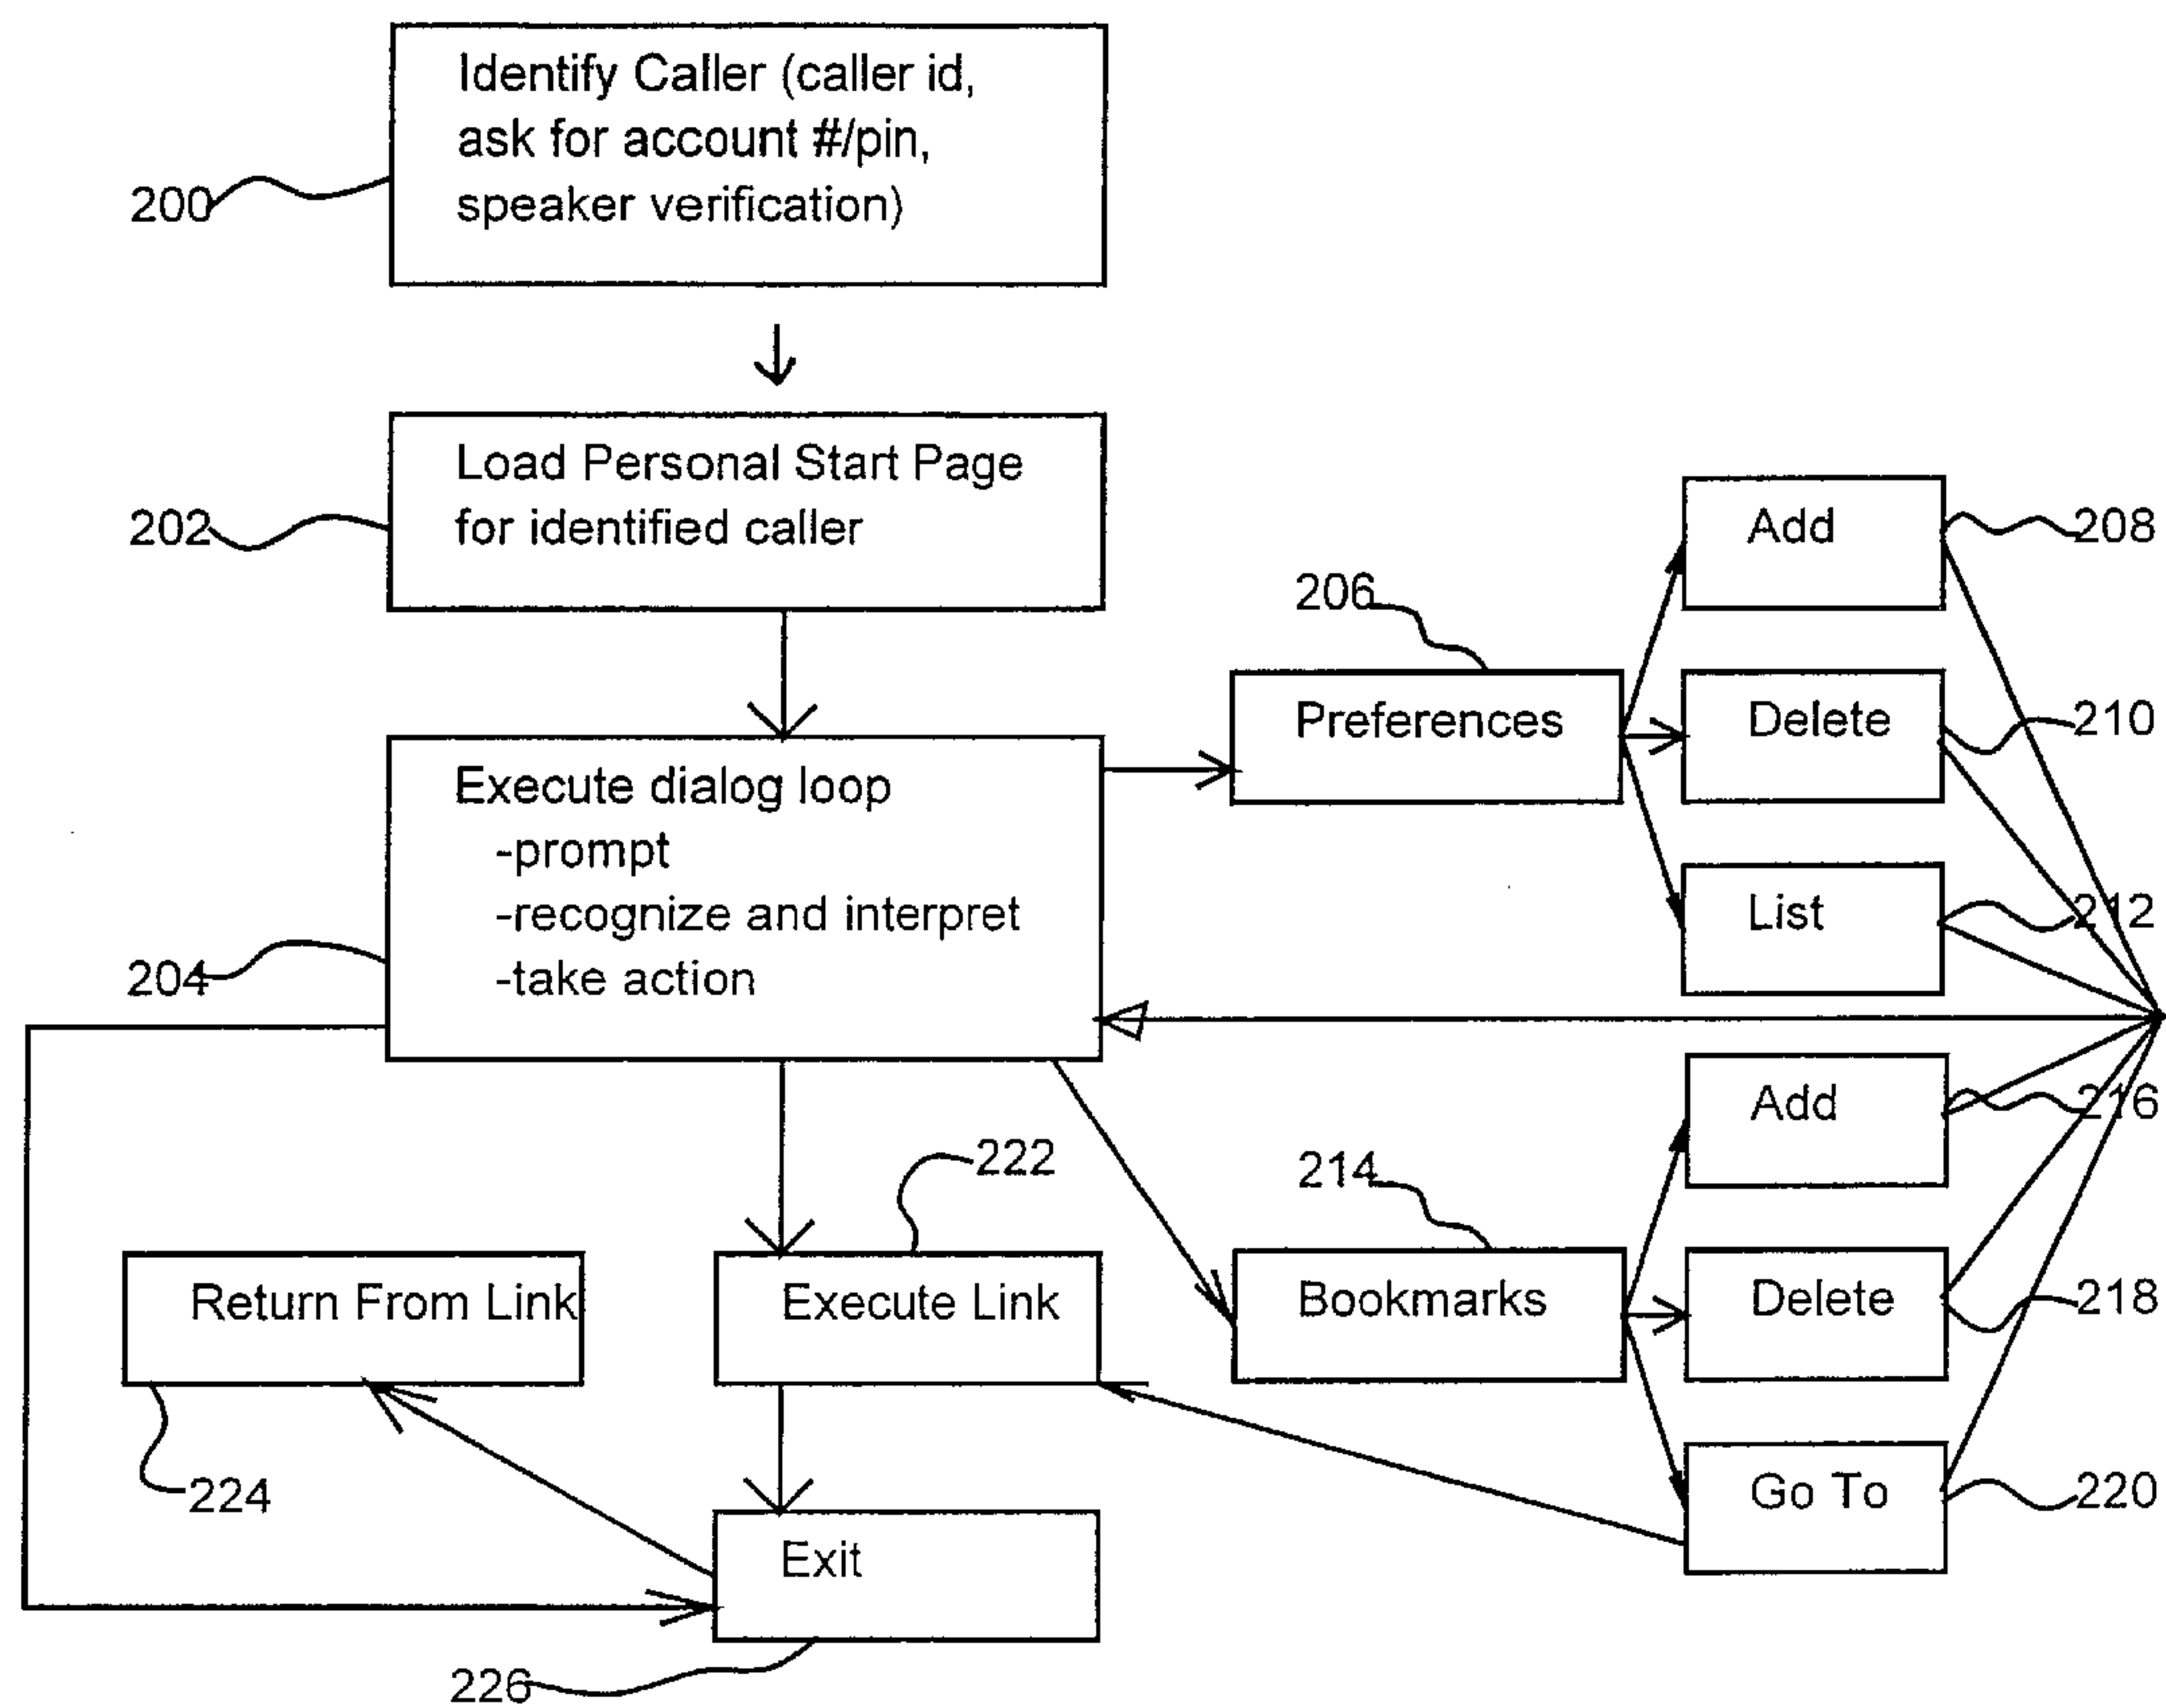 Identify Caller (caller id,
ask for account #/pin,
speaker verification)
200
Load Personal Start Page
for identified caller
202
Add
208
206
Preferences
Delete
210
Execute dialog loop
-prompt
-recognize and interpret
-take action
204
List
212
Add
216
222
214
Return From Link
Execute Link
Bookmarks
Delete
218
224
Go To
220
Exit
226